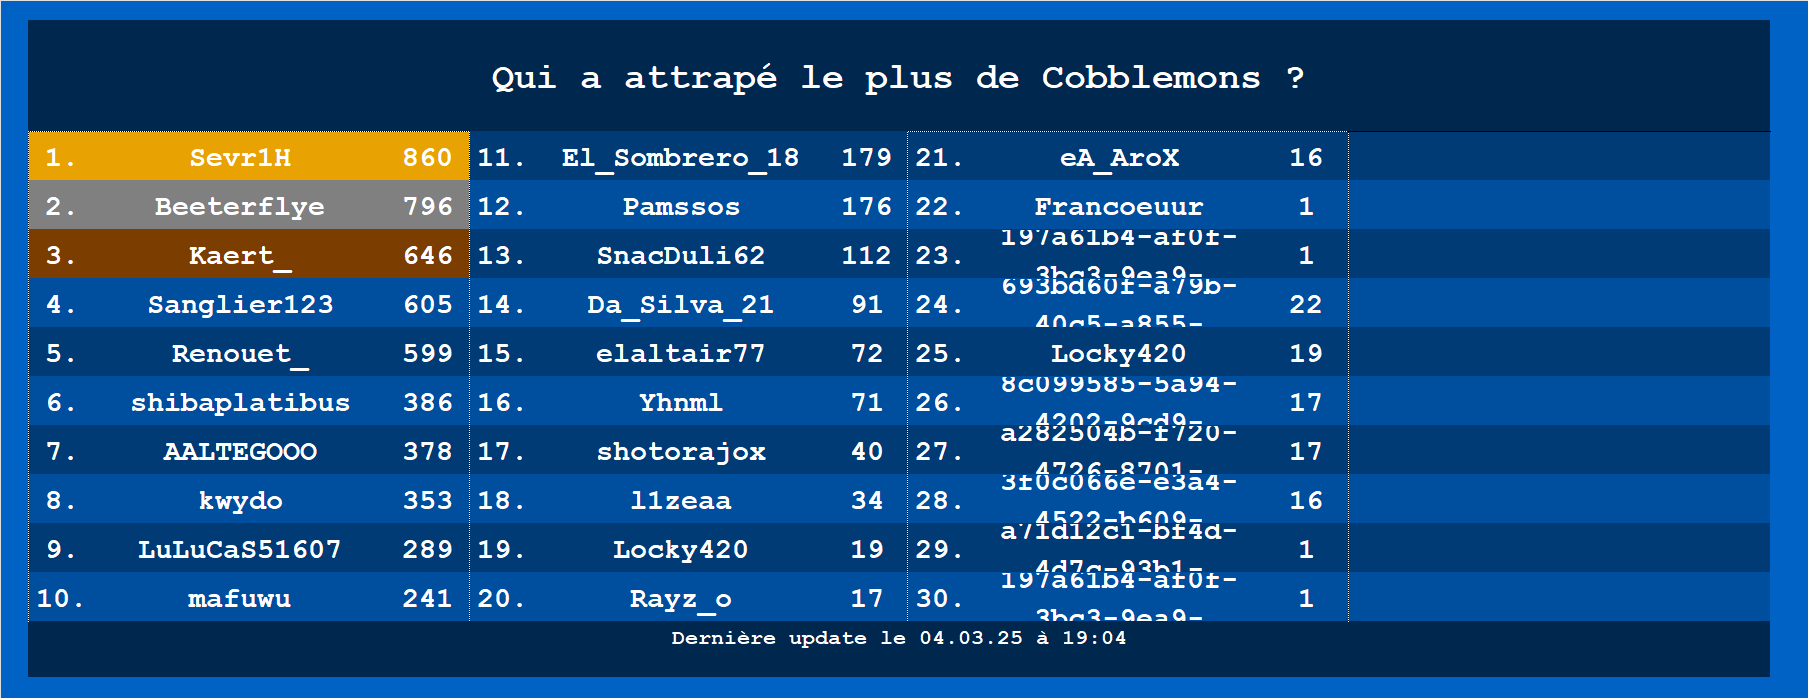 Qui a attrapé le plus de Cobblemons ?
1. Sevr1H 860
2. Beeterflye 796
3. Kaert_ 646
4. Sanglier123 605
5. Renouet_ 599
6. shibaplatibus 386
7. AALTEGOOO 378
8. kwydo 353
9. LuLuCaS51607 289
10. mafuwu 241
11. El_Sombrero_18 179
12. Pamssos 176
13. SnacDuli62 112
14. Da_Silva_21 91
15. elaltair77 72
16. Yhnml 71
17. shotorajox 40
18. l1zeaa 34
19. Locky420 19
20. Rayz_o 17
21. eA_AroX 16
22. Francoeuur 1
197a61b4-af0f-
23. 1
3bc3-9ea9-
693bd60f-a79b-
24. 22
40c5-a855-
25. Locky420 19
8c099585-5a94-
26. 17
4202-9cd9-
a282504b-f720-
27. 17
4726-8701-
3f0c066e-e3a4-
28. 16
4522-b609-
a71d12c1-bf4d-
29. 1
4d7c-93b1-
197a61b4-af0f-
30. 1
3bc3-9ea9-
Dernière update le 04.03.25 à 19:04